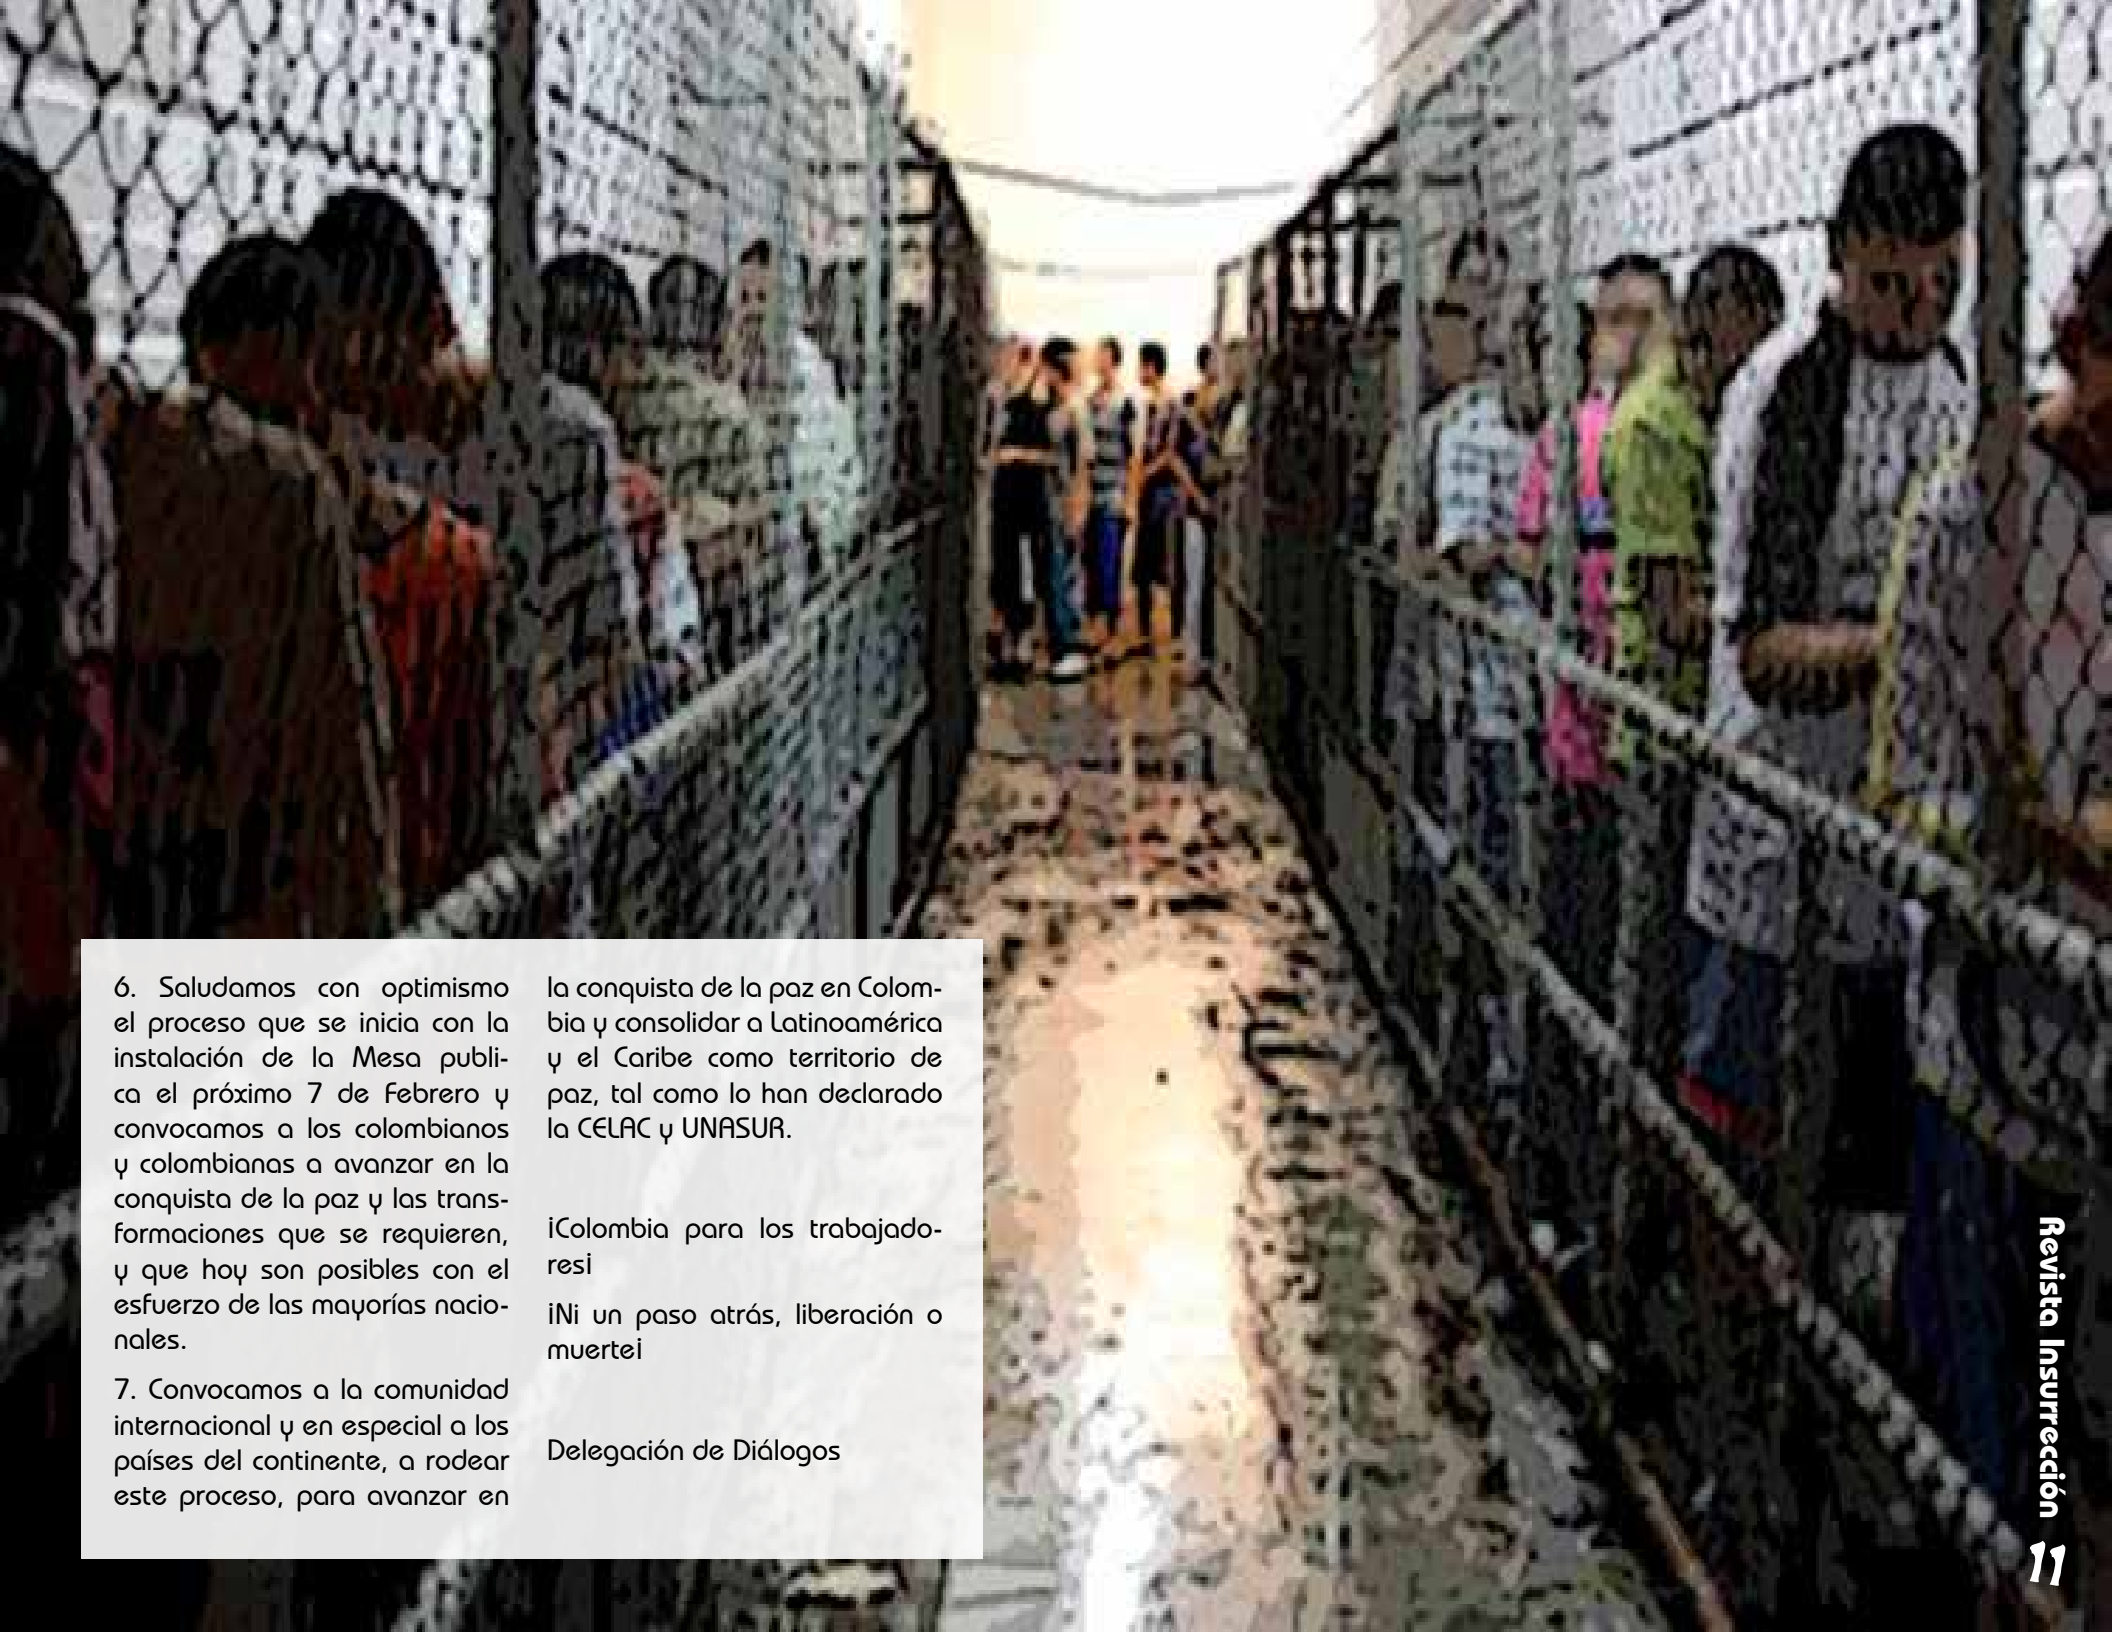 6. Saludamos con optimismo
el proceso que se inicia con la
instalación de la Mesa publi-
ca el próximo 7 de Febrero y
convocamos a los colombianos
y colombianas a avanzar en la
conquista de la paz y las trans-
formaciones que se requieren,
y que hoy son posibles con el
esfuerzo de las mayorías nacio-
nales.
7. Convocamos a la comunidad
internacional y en especial a los
países del continente, a rodear
este proceso, para avanzar en
la conquista de la paz en Colom-
bia y consolidar a Latinoamérica
y el Caribe como territorio de
paz, tal como lo han declarado
la CELAC y UNASUR.
¡Colombia para los trabajado-
res¡
¡Ni un paso atrás, liberación o
muerte¡
Delegación de Diálogos
Revista Insurrección
11